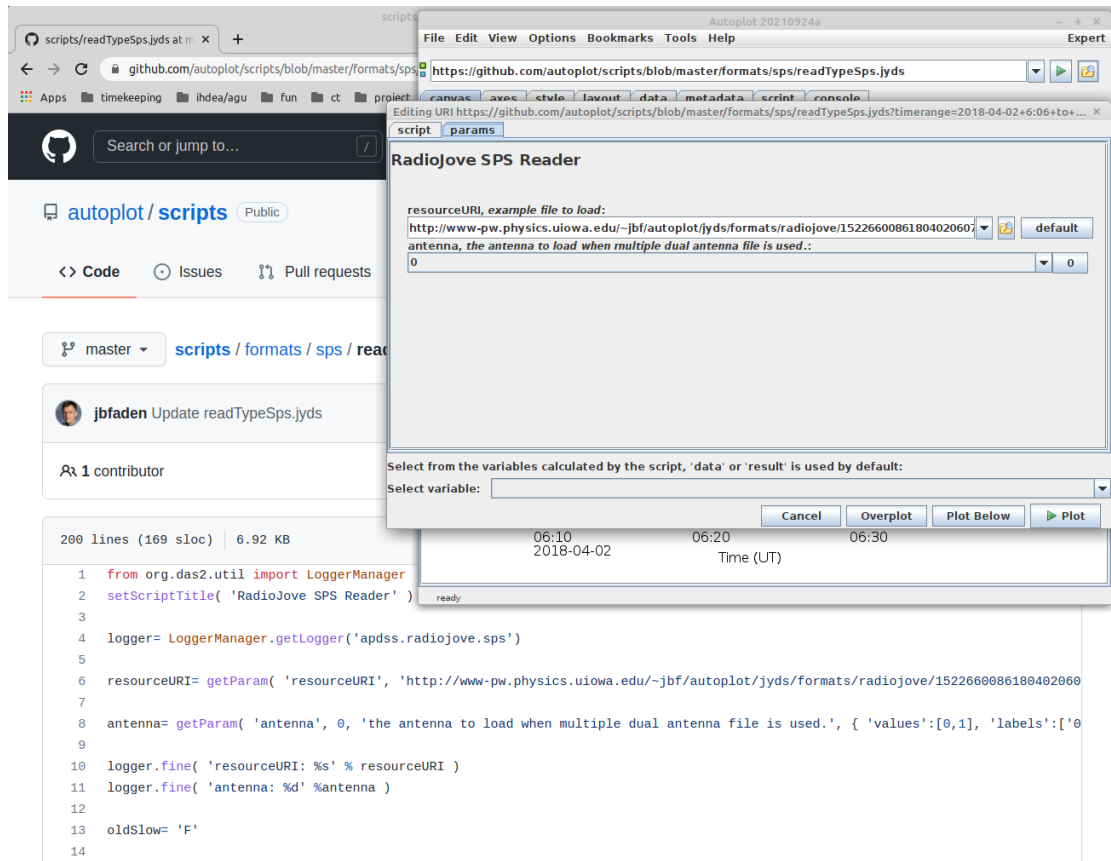 scripts
scripts/readTypeSps.jyds at m
github.com/autoplot/scripts/blob/master/formats/sps/
Apps timekeeping ihdea/agu fun ct project
Search or jump to… /
autoplot / scripts Public
Code Issues Pull requests
master scripts / formats / sps / read
jbfaden Update readTypeSps.jyds
1 contributor
200 lines (169 sloc) 6.92 KB
1 from org.das2.util import LoggerManager
2 setScriptTitle( 'RadioJove SPS Reader' )
3
4 logger= LoggerManager.getLogger('apdss.radiojove.sps')
5
6 resourceURI= getParam( 'resourceURI', 'http://www-pw.physics.uiowa.edu/~jbf/autoplot/jyds/formats/radiojove/1522660086180402060
7
8 antenna= getParam( 'antenna', 0, 'the antenna to load when multiple dual antenna file is used.', { 'values':[0,1], 'labels':['0
9
10 logger.fine( 'resourceURI: %s' % resourceURI )
11 logger.fine( 'antenna: %d' %antenna )
12
13 oldSlow= 'F'
14
Autoplot 20210924a
File Edit View Options Bookmarks Tools Help Expert
https://github.com/autoplot/scripts/blob/master/formats/sps/readTypeSps.jyds
canvas axes style layout data metadata script console
Editing URI https://github.com/autoplot/scripts/blob/master/formats/sps/readTypeSps.jyds?timerange=2018-04-02+6:06+to+...
script params
RadioJove SPS Reader
resourceURI, example file to load:
http://www-pw.physics.uiowa.edu/~jbf/autoplot/jyds/formats/radiojove/15226600861804020607 default
antenna, the antenna to load when multiple dual antenna file is used.:
0 0
Select from the variables calculated by the script, 'data' or 'result' is used by default:
Select variable:
Cancel Overplot Plot Below Plot
06:10 06:20 06:30
2018-04-02
Time (UT)
ready